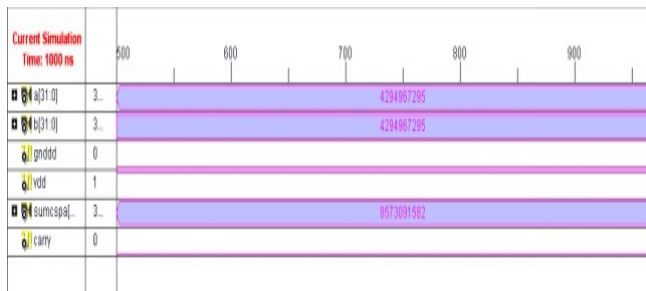 Current Simulation
Time: 1000 ns
500 600 700 800 900
a[31:0] 3... 4294967295
b[31:0] 3... 4294967295
gnddd 0
vdd 1
sumcspa[... 3... 8573091582
carry 0